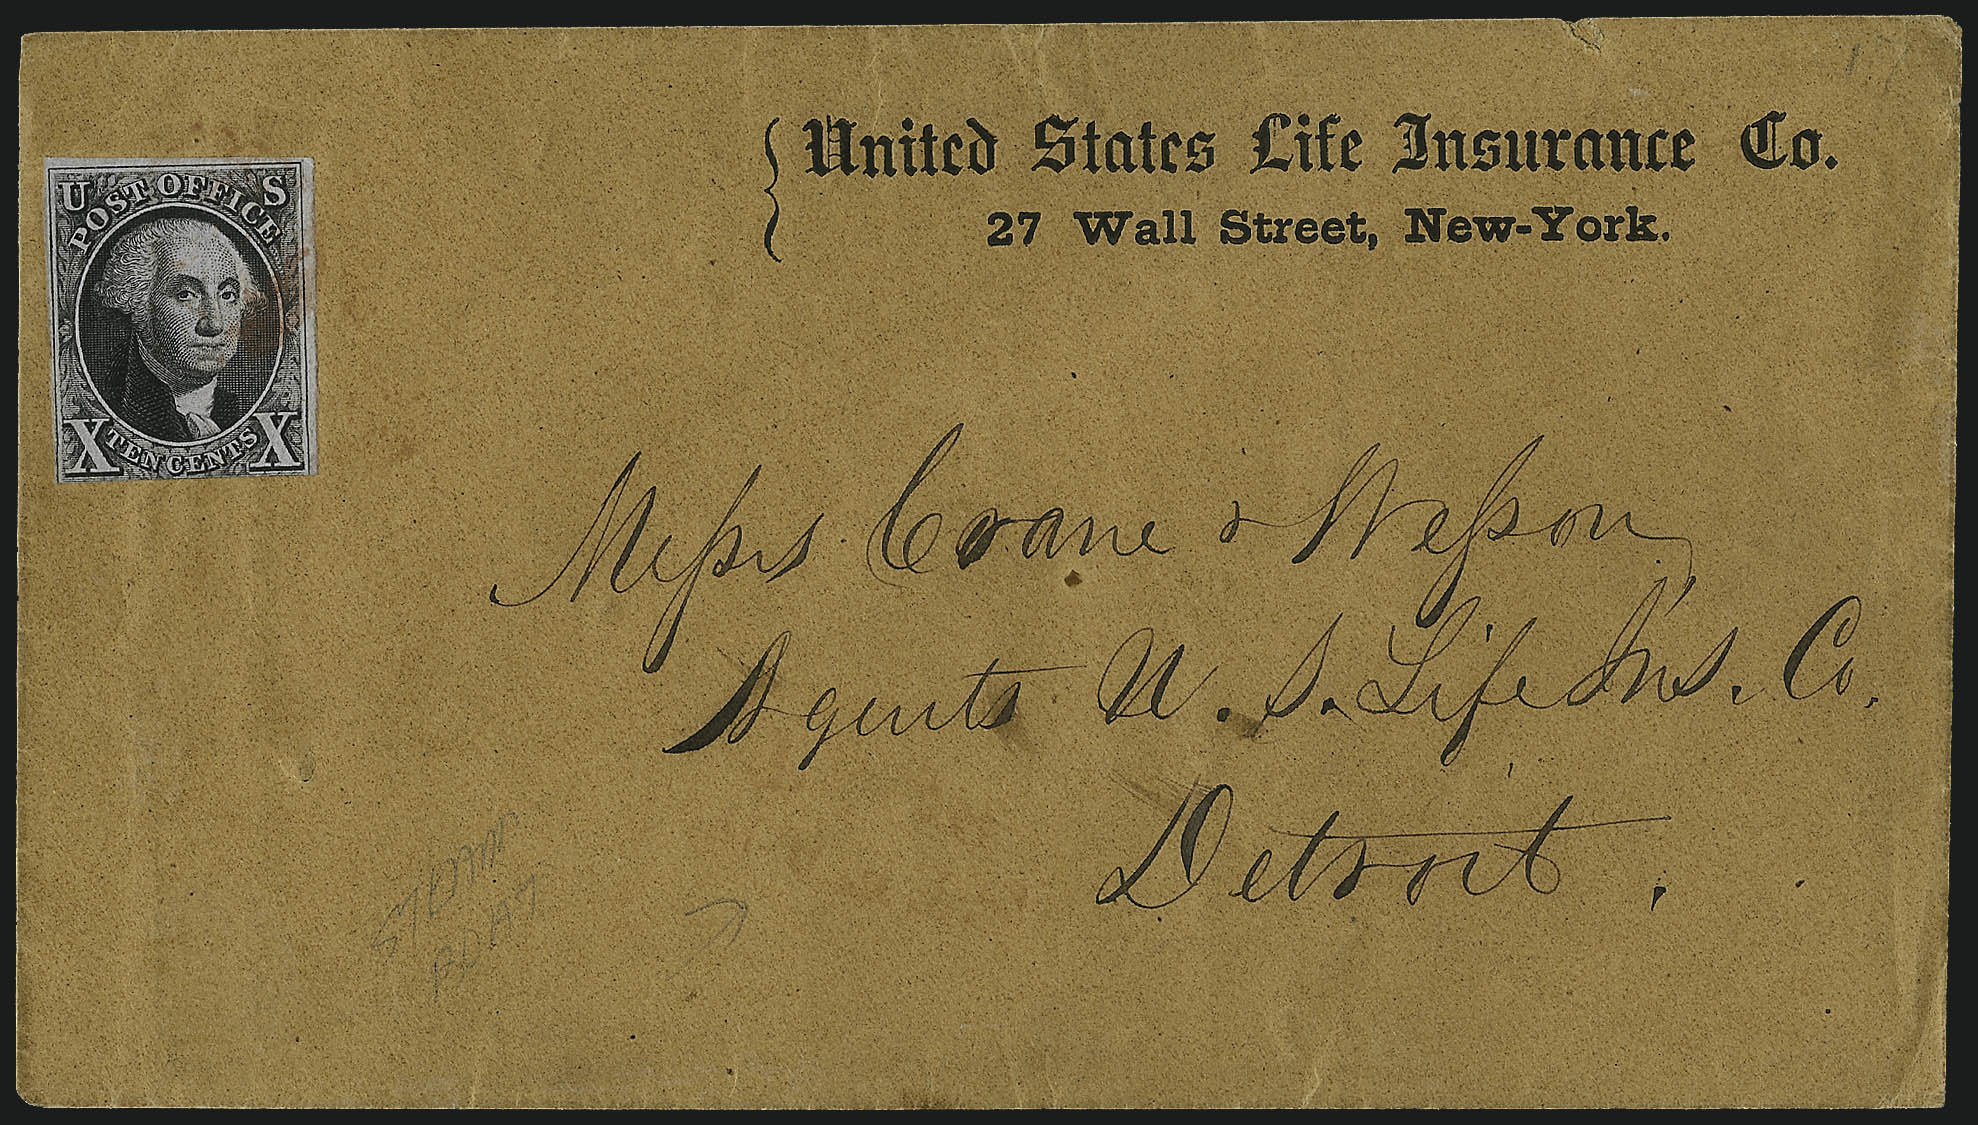 U S
POST OFFICE
X TEN CENTS X
United States Life Insurance Co.
27 Wall Street, New-York.
Messrs Crane & Wesson,
Agents U. S. Life Ins. Co.
Detroit.